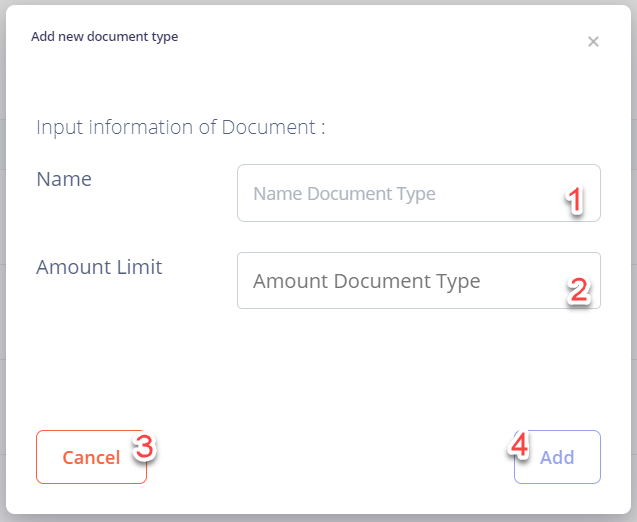 Add new document type
×
Input information of Document :
Name
Name Document Type
1
Amount Limit
Amount Document Type
2
Cancel 3
4 Add